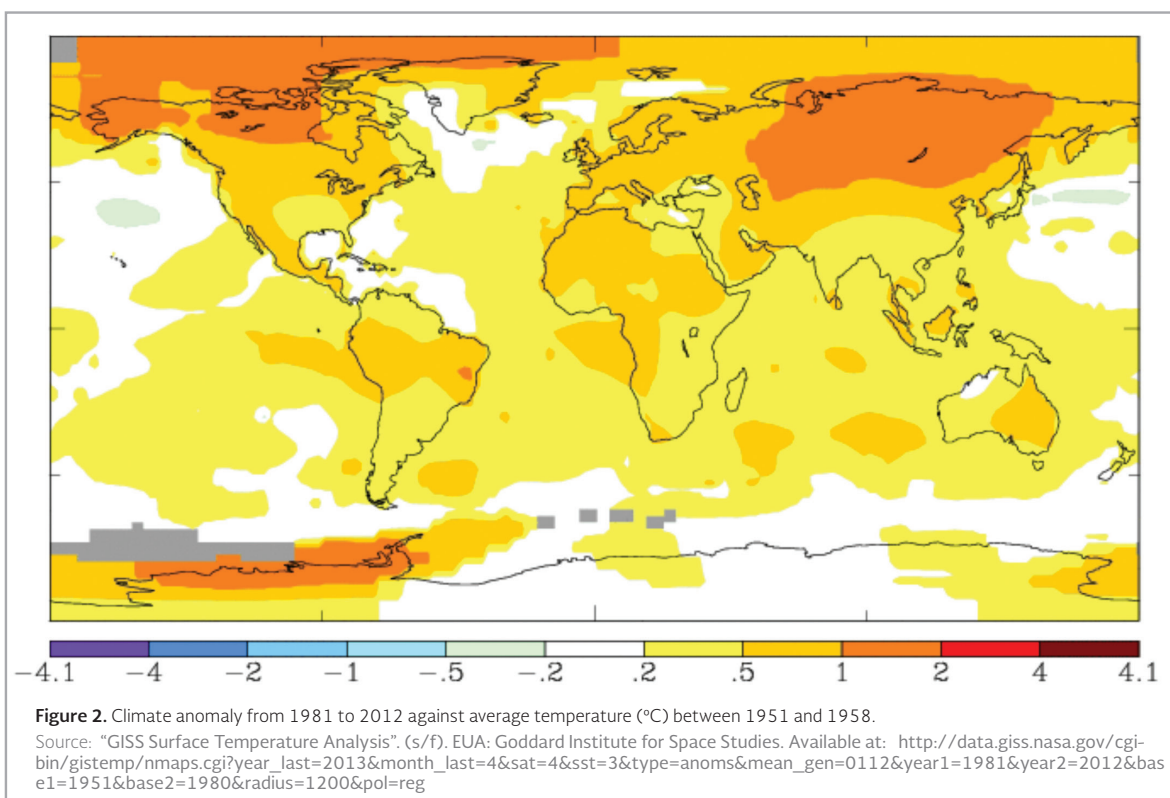 -4.1 -4 -2 -1 -.5 -.2 .2 .5 1 2 4 4.1
Figure 2. Climate anomaly from 1981 to 2012 against average temperature (ºC) between 1951 and 1958.
Source: “GISS Surface Temperature Analysis”. (s/f). EUA: Goddard Institute for Space Studies. Available at: http://data.giss.nasa.gov/cgi-
bin/gistemp/nmaps.cgi?year_last=2013&month_last=4&sat=4&sst=3&type=anoms&mean_gen=0112&year1=1981&year2=2012&bas
e1=1951&base2=1980&radius=1200&pol=reg